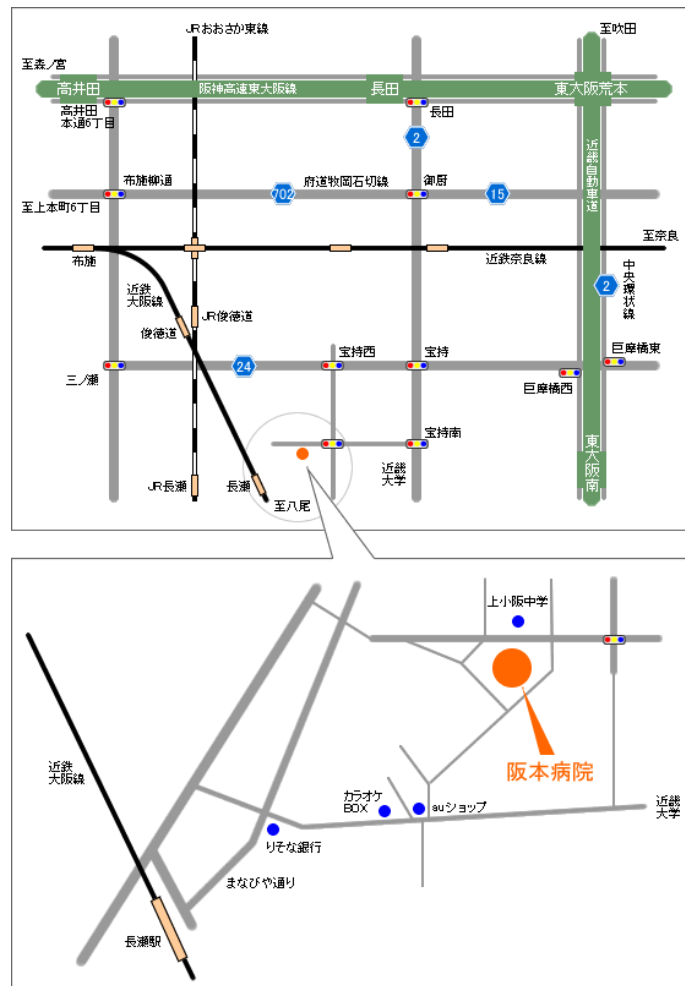 JRおおさか東線
至吹田
至森ノ宮
高井田
阪神高速東大阪線
長田
東大阪荒本
高井田
本通6丁目
長田
2
近畿自動車道
布施柳通
府道牧岡石切線
御厨
702
15
至上本町6丁目
至奈良
布施
近鉄奈良線
近鉄
大阪線
2
中央環状線
JR俊徳道
俊徳道
宝持西
宝持
巨摩橋東
24
三ノ瀬
巨摩橋西
宝持南
近畿
大学
東大阪南
JR長瀬
長瀬
至八尾
上小阪中学
阪本病院
近鉄
大阪線
カラオケ
BOX
auショップ
近畿
大学
りそな銀行
まなびや通り
長瀬駅